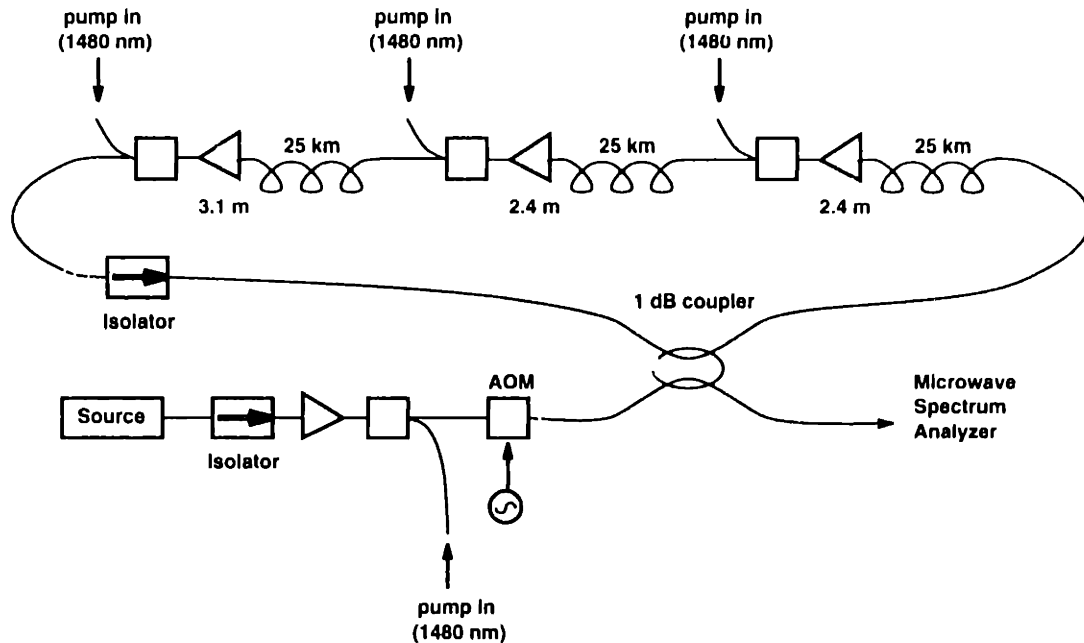 pump in
(1480 nm)
pump in
(1480 nm)
pump in
(1480 nm)
25 km
25 km
25 km
3.1 m
2.4 m
2.4 m
1 dB coupler
Isolator
AOM
Microwave
Spectrum
Analyzer
Source
Isolator
pump in
(1480 nm)